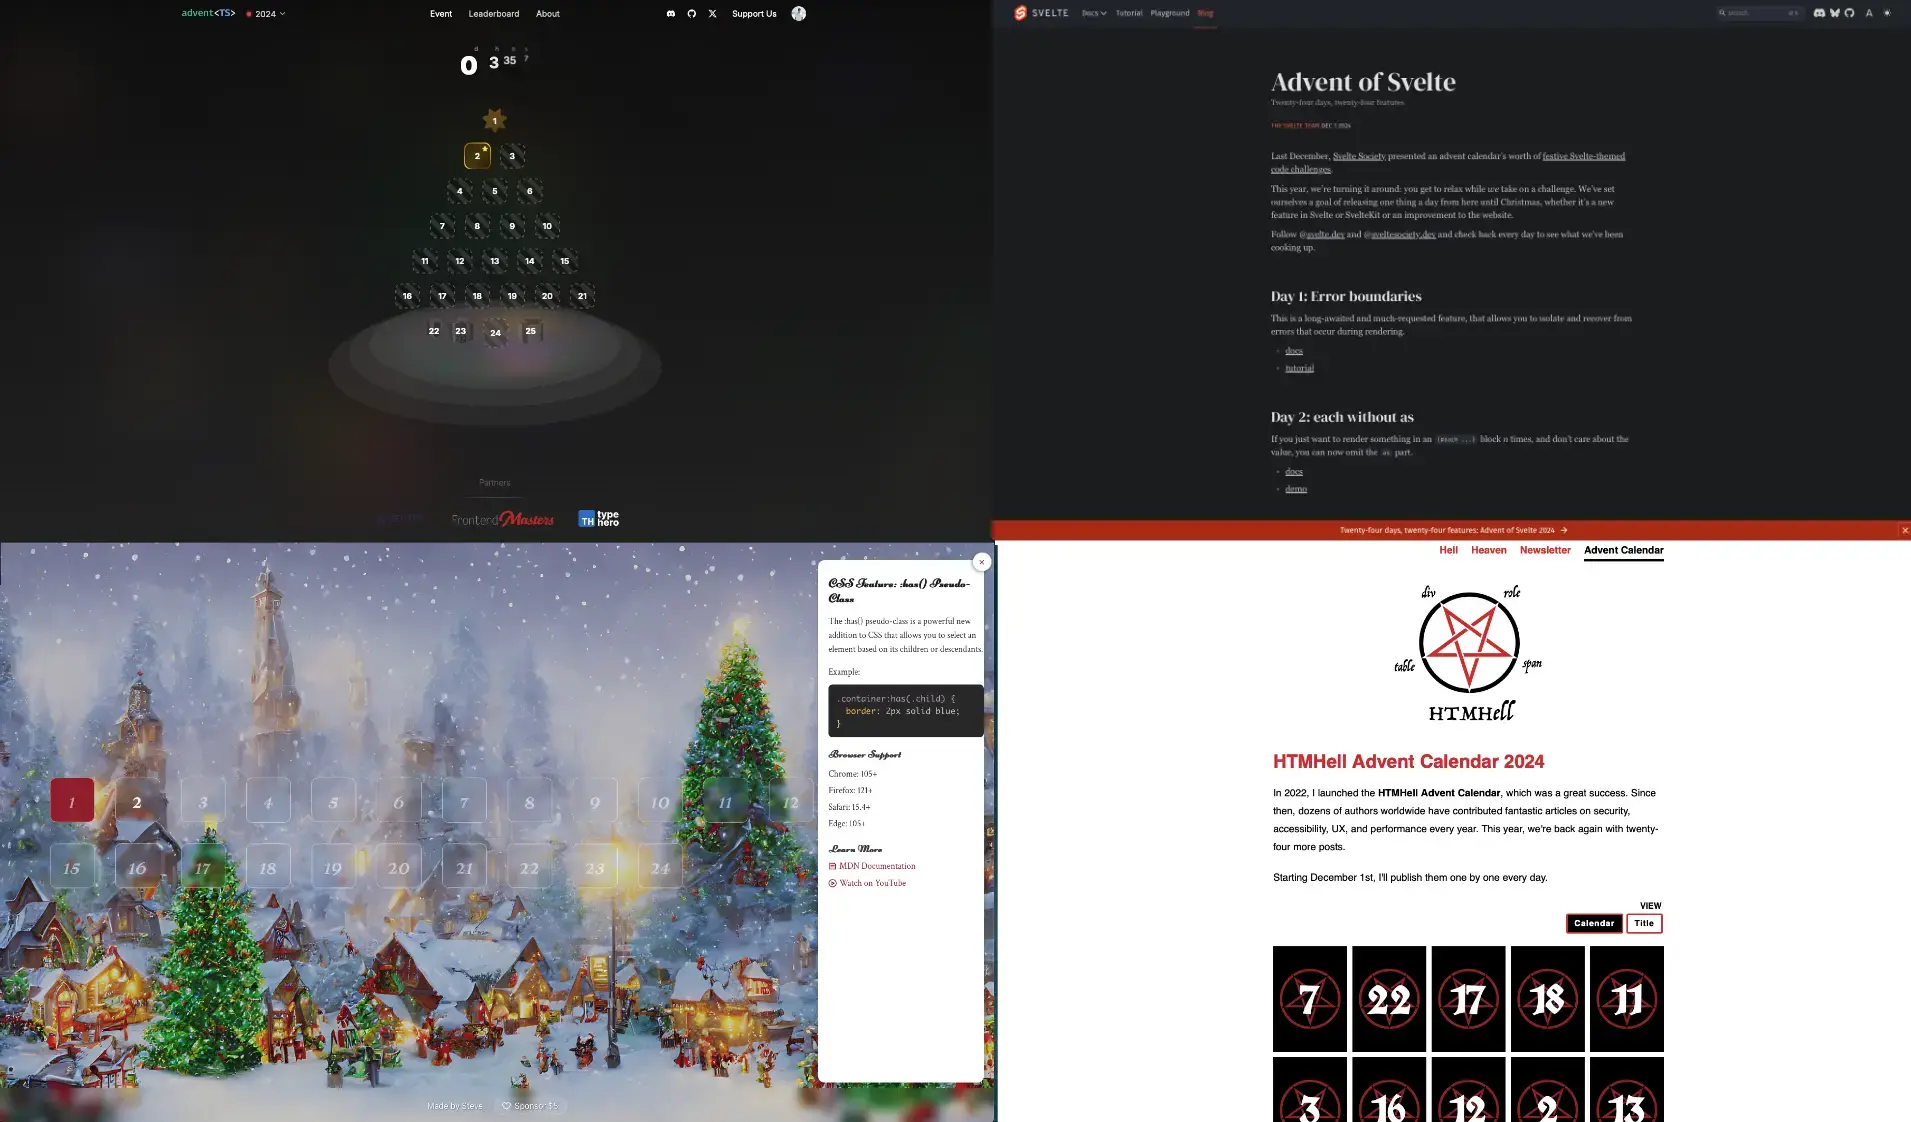 advent<TS>
2024
Event
Leaderboard
About
Support Us
d
h
0
3
35
7
1
2
3
4
5
6
7
8
9
10
11
12
13
14
15
16
17
18
19
20
21
22
23
24
25
Partners
Frontend Masters
TH type hero
SVELTE
Docs
Tutorial
Playground
Blog
search
Advent of Svelte
Twenty-four days, twenty-four features
THE SVELTE TEAM DEC 1 2024
Last December, Svelte Society presented an advent calendar's worth of festive Svelte-themed
code challenges.
This year, we're turning it around: you get to relax while we take on a challenge. We've set
ourselves a goal of releasing one thing a day from here until Christmas, whether it's a new
feature in Svelte or SvelteKit or an improvement to the website.
Follow @svelte.dev and @sveltesociety.dev and check back every day to see what we've been
cooking up.
Day 1: Error boundaries
This is a long-awaited and much-requested feature, that allows you to isolate and recover from
errors that occur during rendering.
docs
tutorial
Day 2: each without as
If you just want to render something in an {#each ...} block n times, and don't care about the
value, you can now omit the as part.
docs
demo
Twenty-four days, twenty-four features: Advent of Svelte 2024 →
1
2
3
4
5
6
7
8
9
10
11
12
15
16
17
18
19
20
21
22
23
24
CSS Feature: :has() Pseudo-
Class
The :has() pseudo-class is a powerful new
addition to CSS that allows you to select an
element based on its children or descendants.
Example:
.container:has(.child) {
border: 2px solid blue;
}
Browser Support
Chrome: 105+
Firefox: 121+
Safari: 15.4+
Edge: 105+
Learn More
MDN Documentation
Watch on YouTube
Made by Steve
Sponsor $5
Hell
Heaven
Newsletter
Advent Calendar
div
role
table
span
HTMHell
HTMHell Advent Calendar 2024
In 2022, I launched the HTMHell Advent Calendar, which was a great success. Since
then, dozens of authors worldwide have contributed fantastic articles on security,
accessibility, UX, and performance every year. This year, we're back again with twenty-
four more posts.
Starting December 1st, I'll publish them one by one every day.
VIEW
Calendar
Title
7
22
17
18
11
3
16
12
2
13